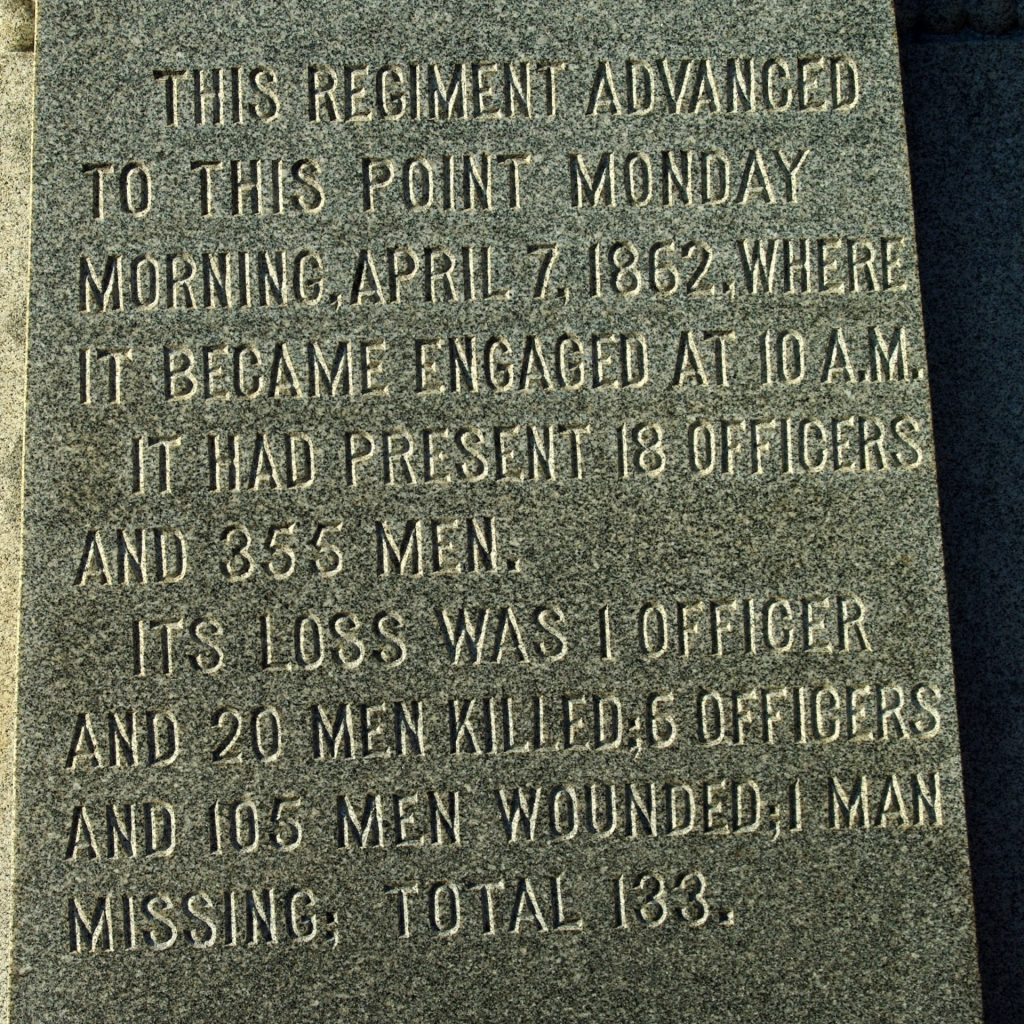 THIS REGIMENT ADVANCED
TO THIS POINT MONDAY
MORNING, APRIL 7, 1862, WHERE
IT BECAME ENGAGED AT 10 A.M.
IT HAD PRESENT 18 OFFICERS
AND 355 MEN.
ITS LOSS WAS 1 OFFICER
AND 20 MEN KILLED; 6 OFFICERS
AND 105 MEN WOUNDED; 1 MAN
MISSING; TOTAL 133.